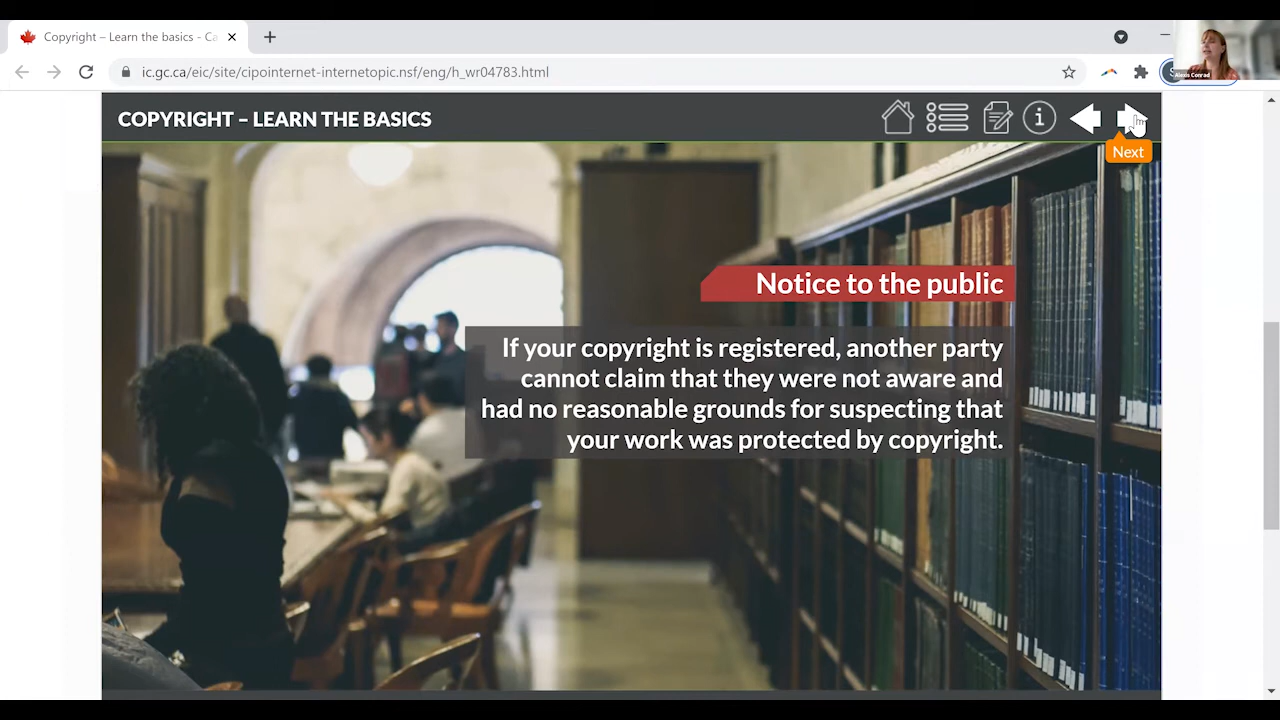 Copyright – Learn the basics - Ca
ic.gc.ca/eic/site/cipointernet-internetopic.nsf/eng/h_wr04783.html
Alexis Conrad
COPYRIGHT – LEARN THE BASICS
Next
Notice to the public
If your copyright is registered, another party
cannot claim that they were not aware and
had no reasonable grounds for suspecting that
your work was protected by copyright.